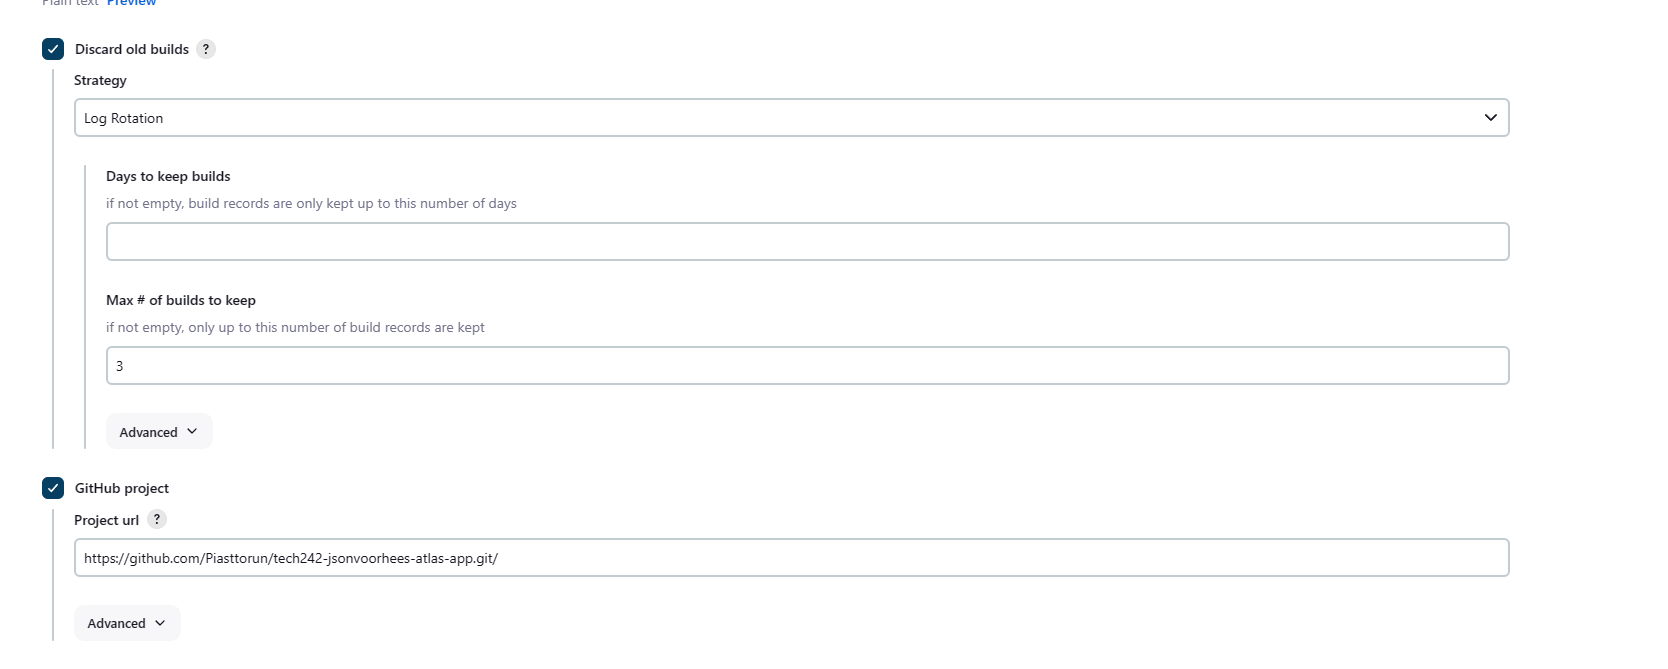 Plain text Preview
Discard old builds ?
Strategy
Log Rotation
Days to keep builds
if not empty, build records are only kept up to this number of days
Max # of builds to keep
if not empty, only up to this number of build records are kept
3
Advanced
GitHub project
Project url ?
https://github.com/Piasttorun/tech242-jsonvoorhees-atlas-app.git/
Advanced